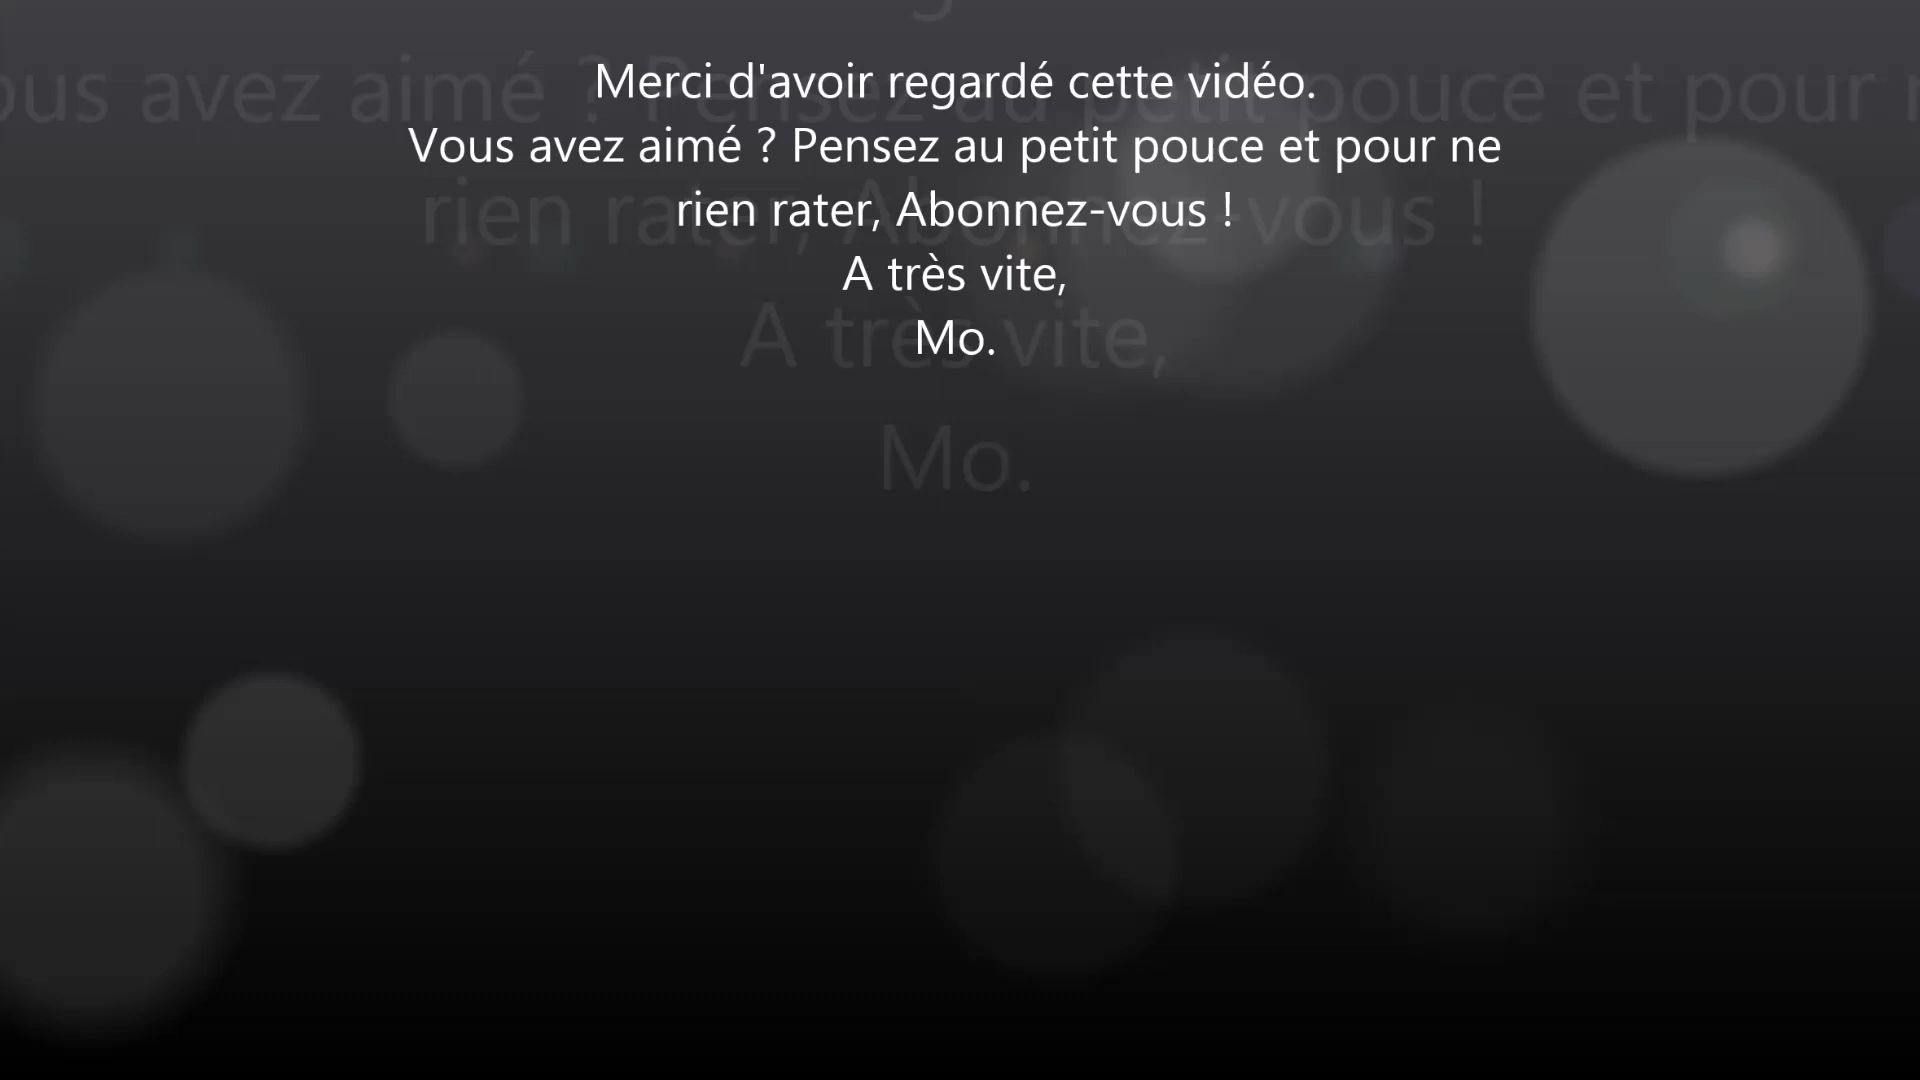 Merci d'avoir regardé cette vidéo.
Vous avez aimé ? Pensez au petit pouce et pour ne
rien rater, Abonnez-vous !
A très vite,
Mo.